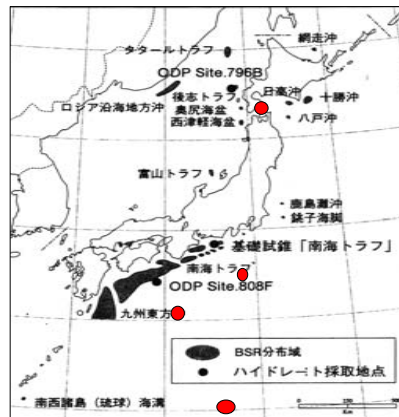 網走沖
タタールトラフ
ODP Site.796B
後志トラフ
日高沖
十勝沖
ロシア沿海地方沖
奥尻海盆
西津軽海盆
八戸沖
富山トラフ
鹿島灘沖
銚子海脚
基礎試錐「南海トラフ」
南海トラフ
ODP Site.808F
九州東方
BSR分布域
ハイドレート採取地点
南西諸島（琉球）海溝